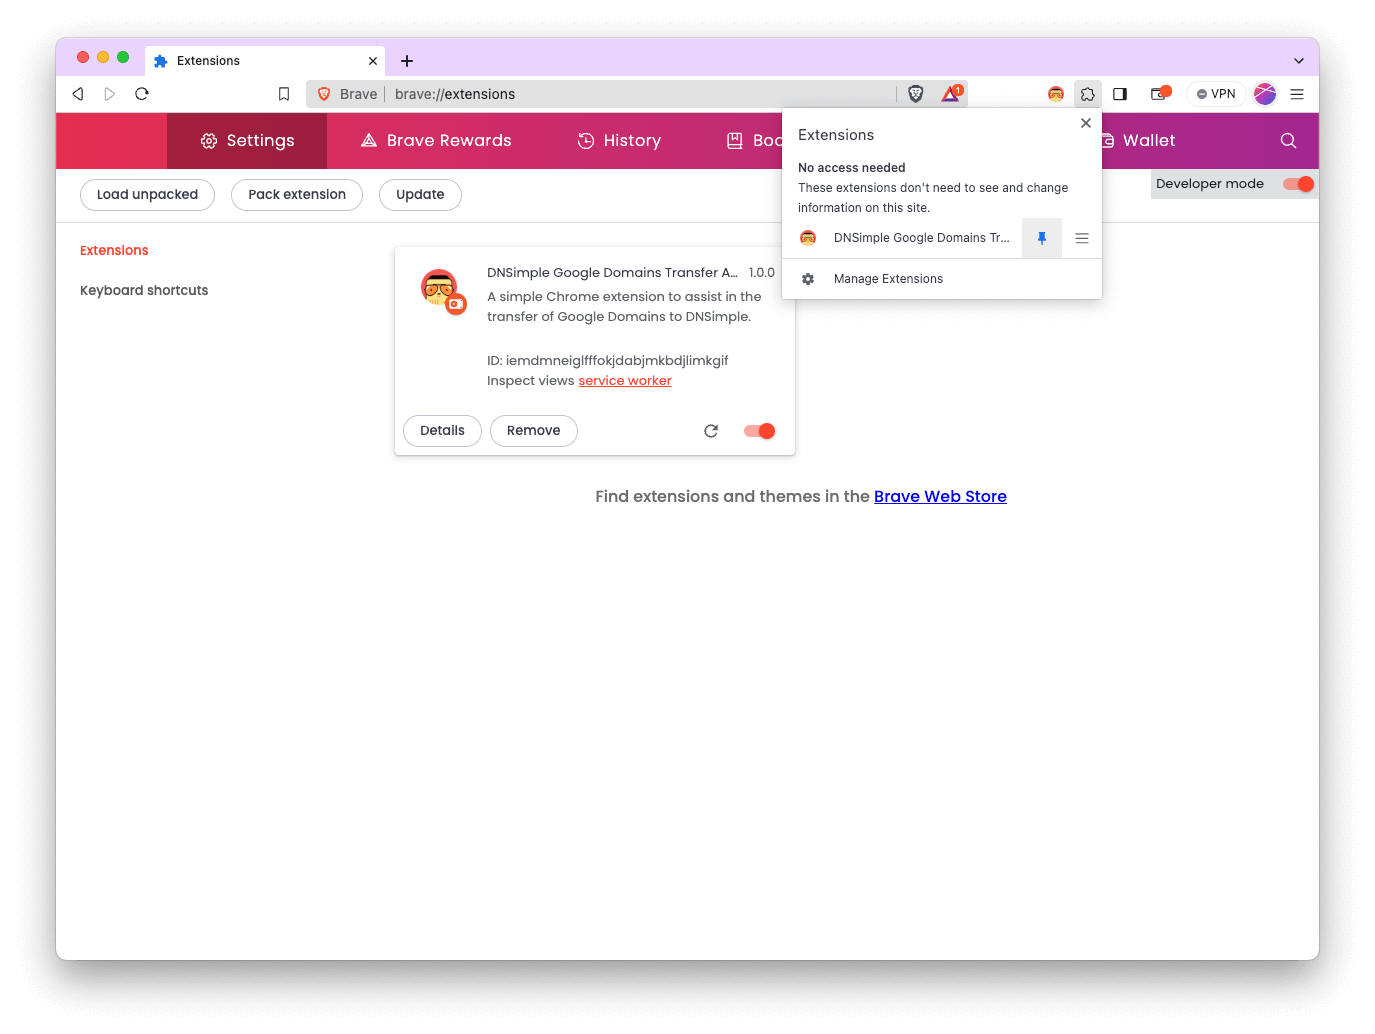 Extensions
Brave
brave://extensions
1
VPN
Settings
Brave Rewards
History
Boo
Wallet
Load unpacked
Pack extension
Update
Developer mode
Extensions
No access needed
These extensions don't need to see and change
information on this site.
DNSimple Google Domains Tr...
Manage Extensions
Extensions
Keyboard shortcuts
DNSimple Google Domains Transfer A... 1.0.0
A simple Chrome extension to assist in the
transfer of Google Domains to DNSimple.
ID: iemdmneiglfffokjdabjmkbdjlimkgif
Inspect views service worker
Details
Remove
Find extensions and themes in the Brave Web Store